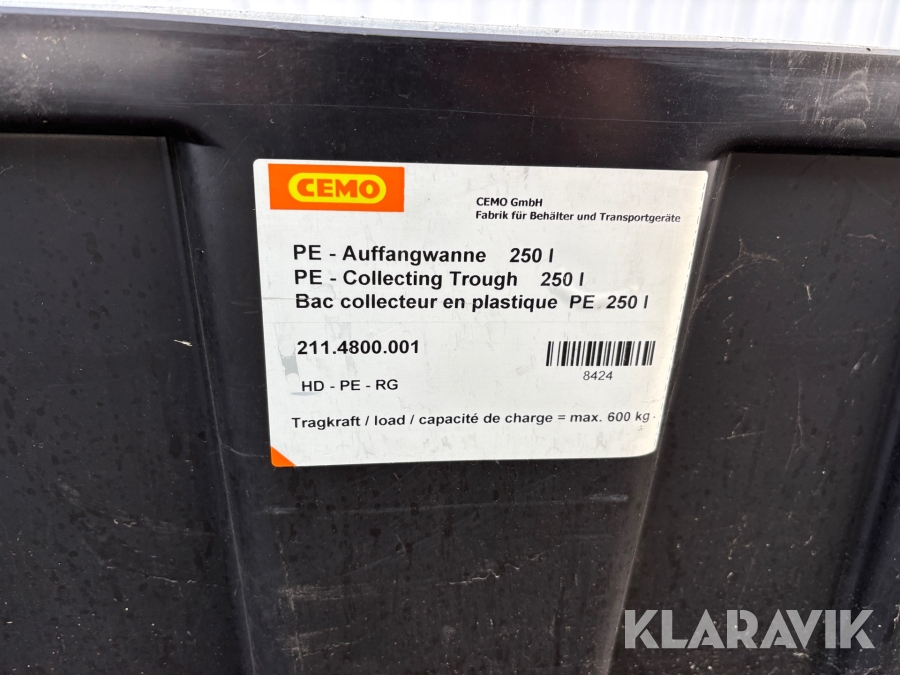 CEMO
CEMO GmbH
Fabrik für Behälter und Transportgeräte
PE - Auffangwanne 250 l
PE - Collecting Trough 250 l
Bac collecteur en plastique PE 250 l
211.4800.001
8424
HD - PE - RG
Tragkraft / load / capacité de charge = max. 600 kg
KLARAVIK